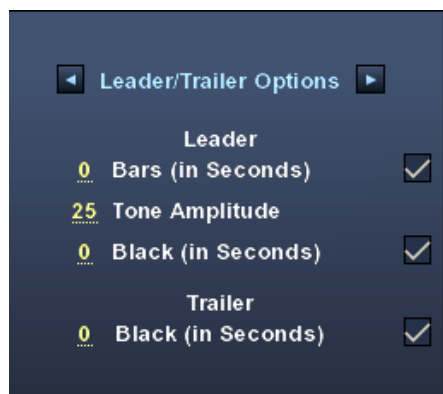 Leader/Trailer Options
Leader
0 Bars (in Seconds)
25 Tone Amplitude
0 Black (in Seconds)
Trailer
0 Black (in Seconds)